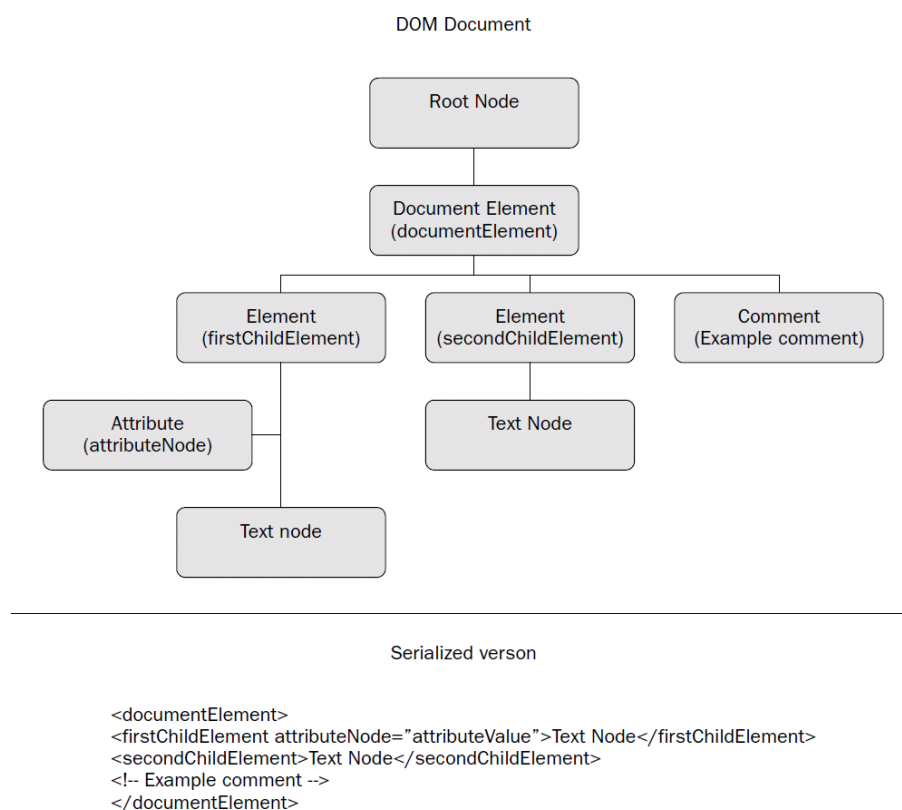 DOM Document
Root Node
Document Element
(documentElement)
Element
(firstChildElement)
Element
(secondChildElement)
Comment
(Example comment)
Attribute
(attributeNode)
Text Node
Text node
Serialized verson
<documentElement>
<firstChildElement attributeNode=”attributeValue”>Text Node</firstChildElement>
<secondChildElement>Text Node</secondChildElement>
<!-- Example comment -->
</documentElement>